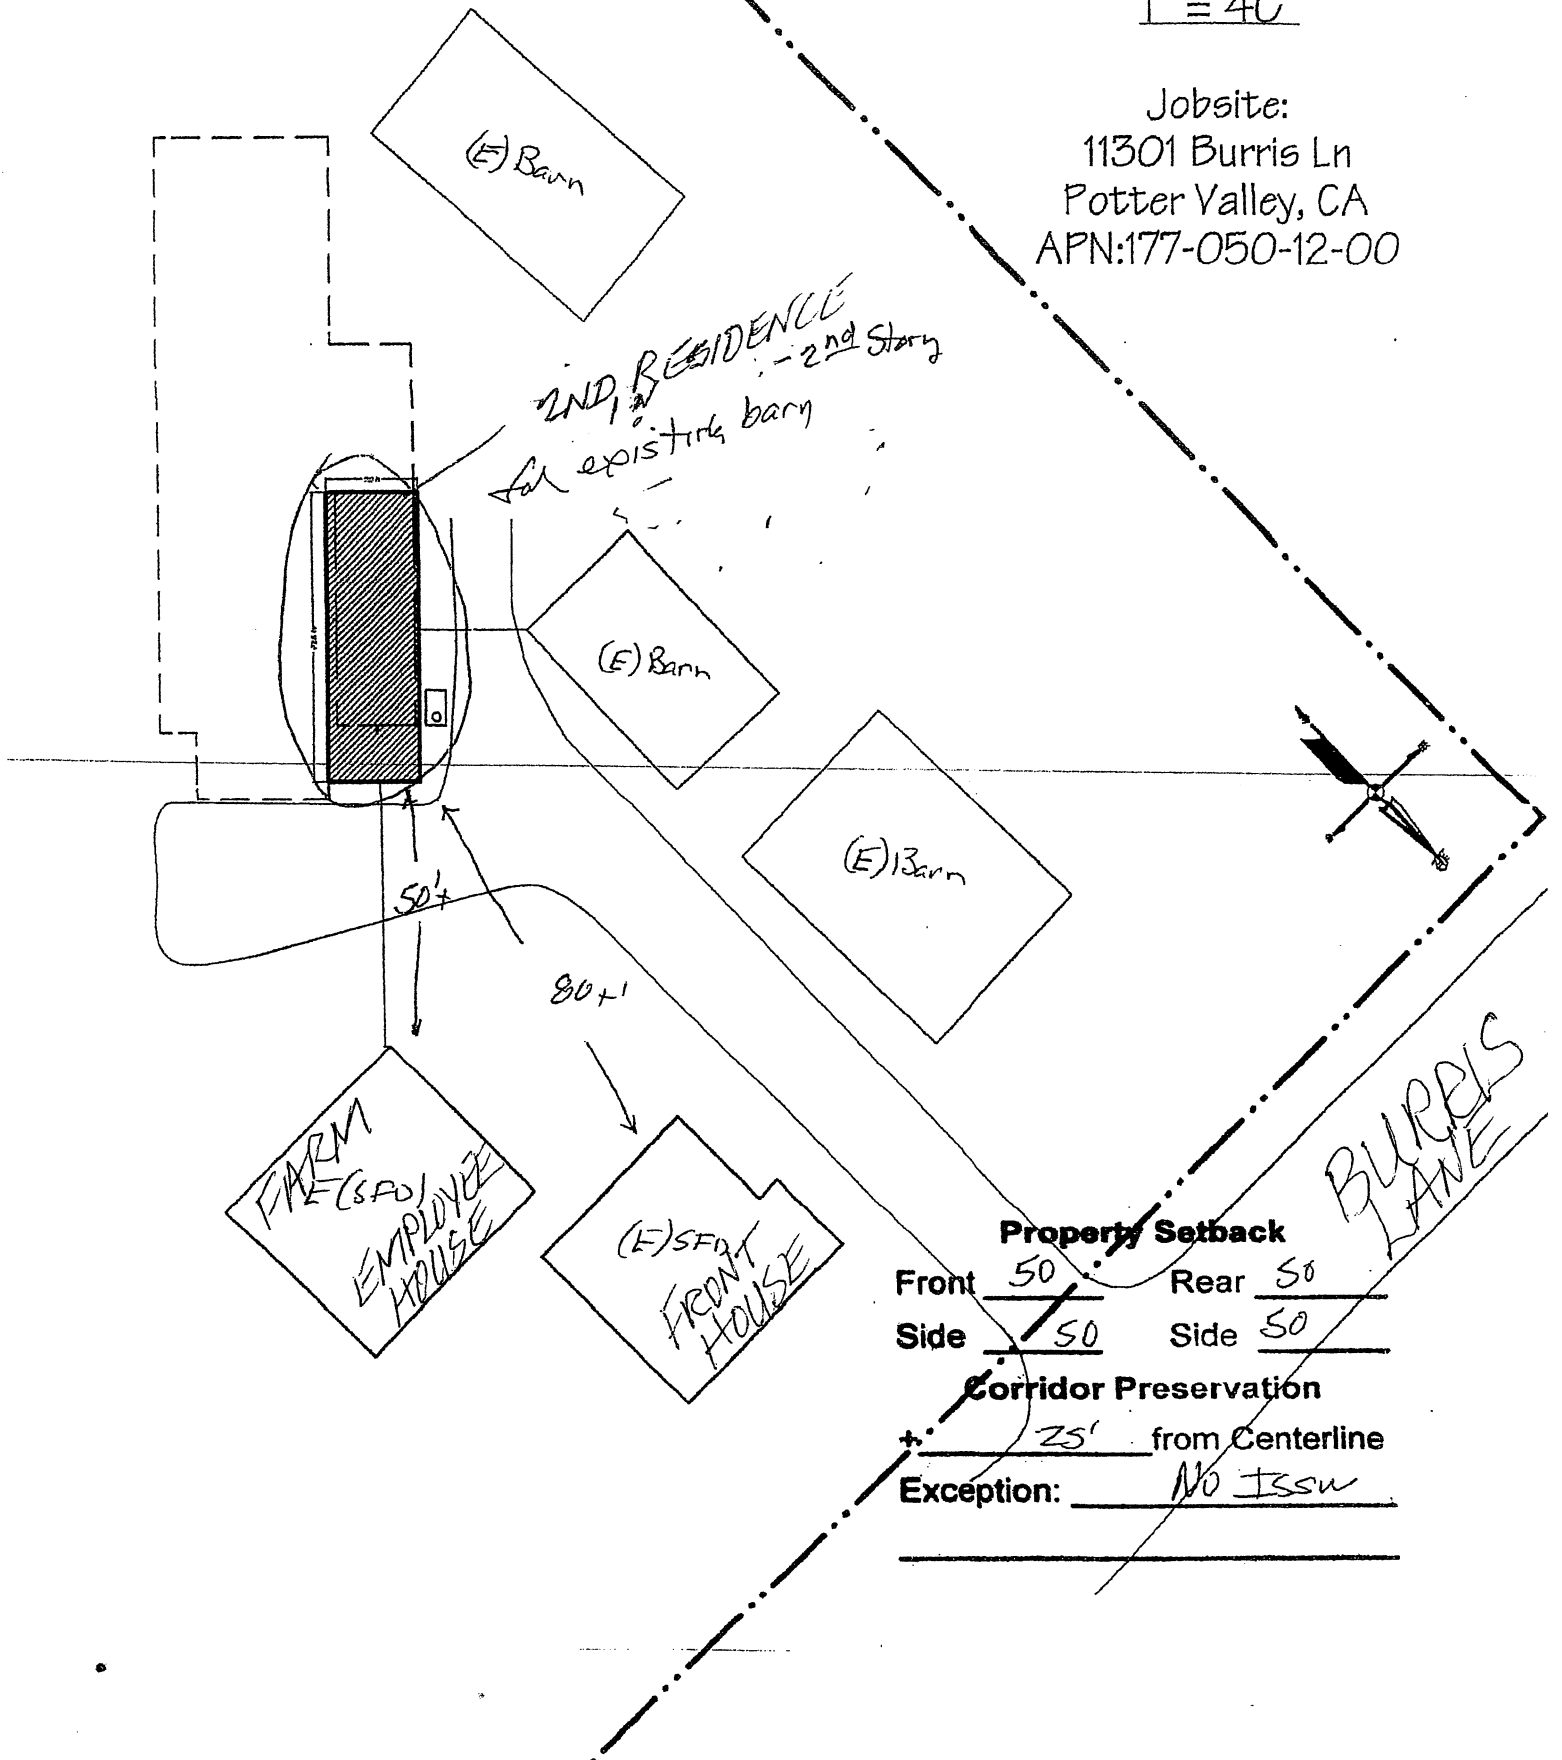 1" = 40'
Jobsite:
11301 Burris Ln
Potter Valley, CA
APN:177-050-12-00
(E) Barn
2ND, RESIDENCE
IN
- 2nd Story
existing barn
(E) Barn
(E) Barn
50'+
80+'
FARM
E(SFD)
EMPLOYEE
HOUSE
(E) SFD
FRONT
HOUSE
BURRIS
LANE
Property Setback
Front 50 Rear 50
Side 50 Side 50
Corridor Preservation
+ 25' from Centerline
Exception: No Issue